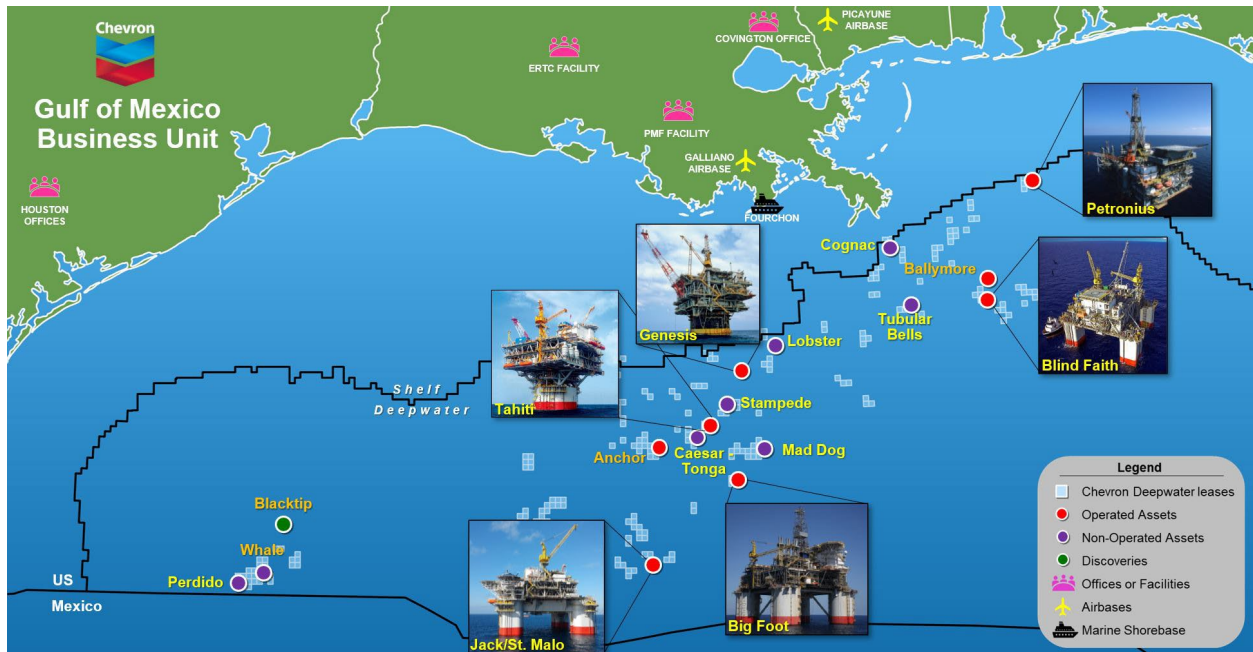 Chevron
Gulf of Mexico
Business Unit
ERTC FACILITY
COVINGTON OFFICE
PICAYUNE
AIRBASE
PMF FACILITY
GALLIANO
AIRBASE
FOURCHON
HOUSTON
OFFICES
Petronius
Cognac
Ballymore
Tubular
Bells
Blind Faith
Genesis
Lobster
Tahiti
Stampede
Shelf
Deepwater
Anchor
Caesar -
Tonga
Mad Dog
Blacktip
Whale
Perdido
US
Mexico
Jack/St. Malo
Big Foot
Legend
Chevron Deepwater leases
Operated Assets
Non-Operated Assets
Discoveries
Offices or Facilities
Airbases
Marine Shorebase